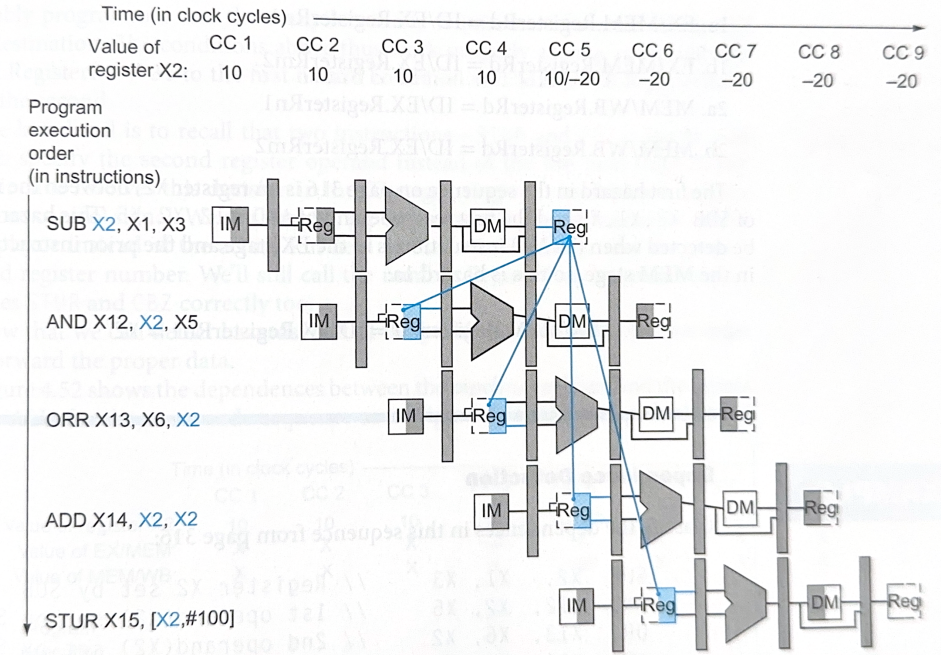 Time (in clock cycles)
CC 1 CC 2 CC 3 CC 4 CC 5 CC 6 CC 7 CC 8 CC 9
Value of
register X2: 10 10 10 10 10/–20 –20 –20 –20 –20
Program
execution
order
(in instructions)
SUB X2, X1, X3 IM Reg DM Reg
AND X12, X2, X5 IM Reg DM Reg
ORR X13, X6, X2 IM Reg DM Reg
ADD X14, X2, X2 IM Reg DM Reg
STUR X15, [X2,#100] IM Reg DM Reg